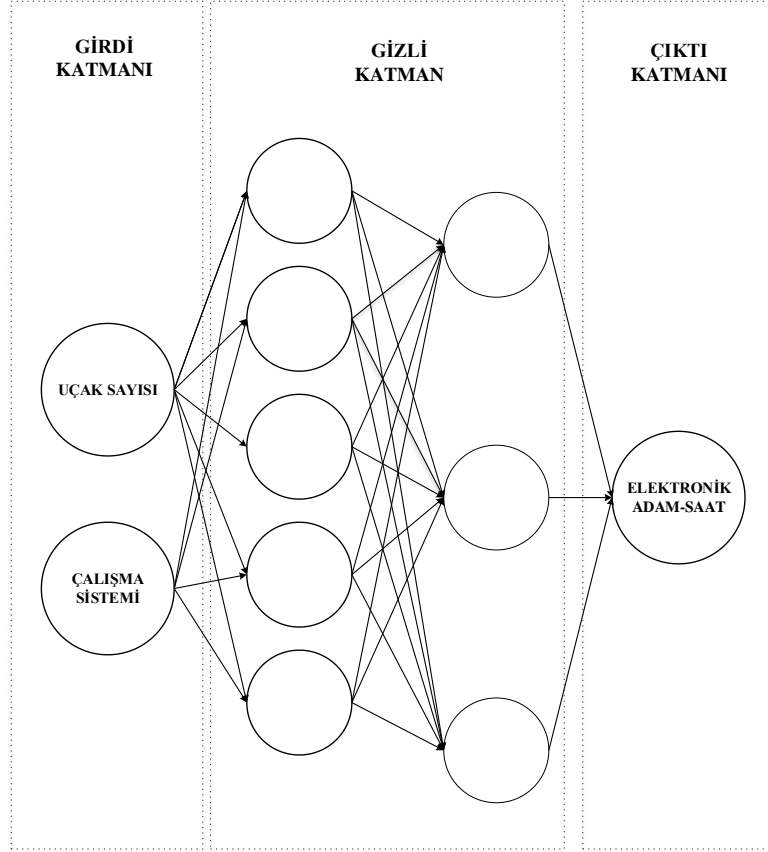 GİRDİ
KATMANI
GİZLİ
KATMAN
ÇIKTI
KATMANI
UÇAK SAYISI
ÇALIŞMA
SİSTEMİ
ELEKTRONİK
ADAM-SAAT